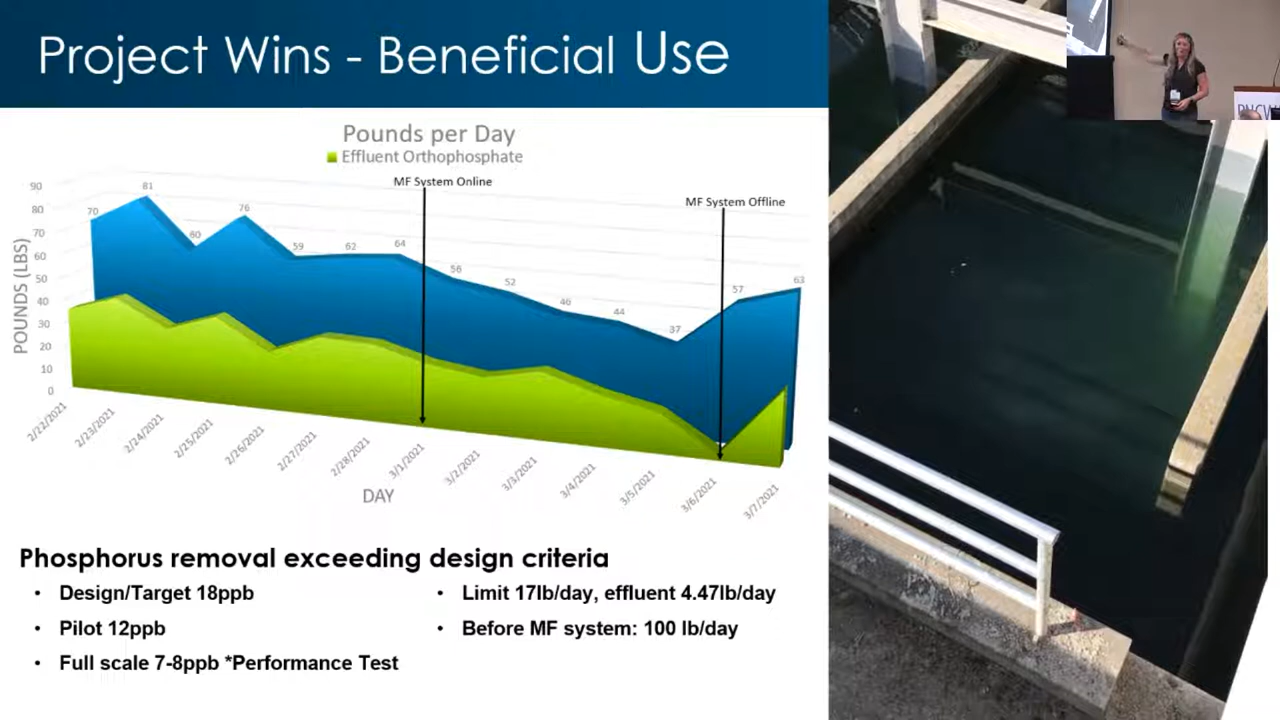 Project Wins - Beneficial Use
Pounds per Day
Effluent Orthophosphate
MF System Online
MF System Offline
POUNDS (LBS)
90
80
70
60
50
40
30
20
10
0
70
81
60
76
59
62
64
56
52
46
44
37
57
63
2/22/2021
2/23/2021
2/24/2021
2/25/2021
2/26/2021
2/27/2021
2/28/2021
3/1/2021
3/2/2021
3/3/2021
3/4/2021
3/5/2021
3/6/2021
3/7/2021
DAY
Phosphorus removal exceeding design criteria
• Design/Target 18ppb
• Pilot 12ppb
• Full scale 7-8ppb *Performance Test
• Limit 17lb/day, effluent 4.47lb/day
• Before MF system: 100 lb/day